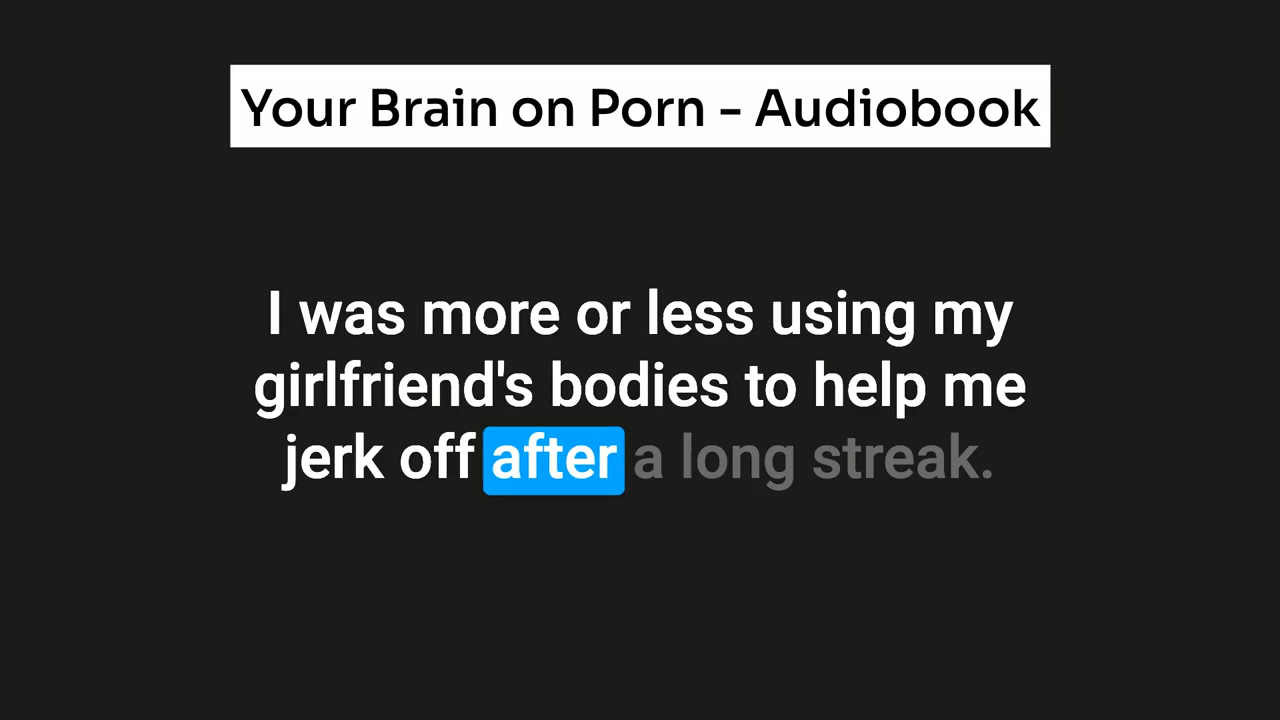 Your Brain on Porn - Audiobook
I was more or less using my
girlfriend's bodies to help me
jerk off after a long streak.